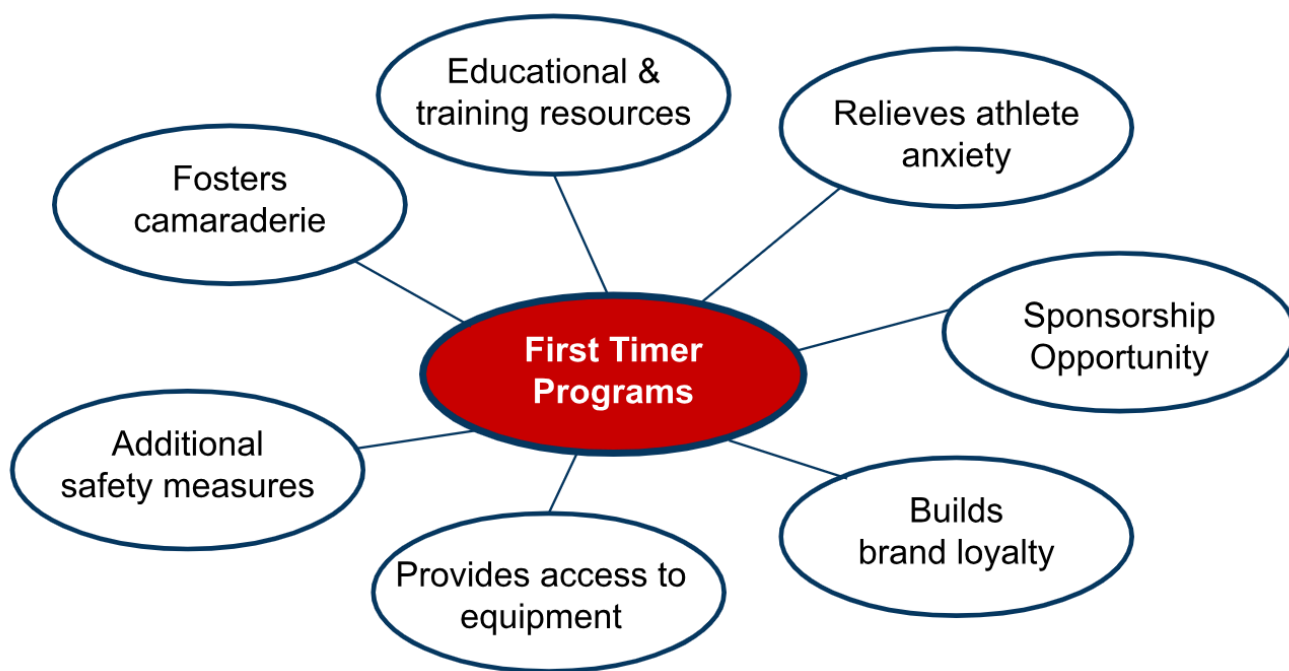 Educational &
training resources
Relieves athlete
anxiety
Fosters
camaraderie
Sponsorship
Opportunity
First Timer
Programs
Additional
safety measures
Builds
brand loyalty
Provides access to
equipment